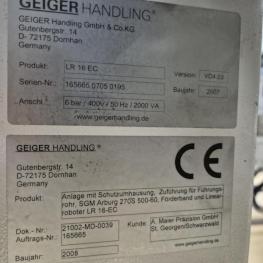 GEIGER HANDLING®
GEIGER Handling GmbH & Co.KG
Gutenbergstr. 14
D- 72175 Dornhan
Germany
Produkt: LR 16 EC
Version: V04.03
Serien-Nr.: 165665 0705 0195
Baujahr: 2007
Anschl.: 6 bar / 400V / 50 Hz / 2000 VA
www.geigerhandling.de
GEIGER HANDLING®
Gutenbergstr. 14
D-72175 Dornhan
Germany
CE
Produkt: Anlage mit Schutzumhausung, Zuführung für Führungs-
rohr, SGM Arburg 270S 500-60, Förderband und Linear-
roboter LR 16-EC
Dok.- Nr.: 21002-MD-0039
Kunde: A. Maier Präzision GmbH
Auftrags-Nr.: 165665
St. Georgen/Schwarzwald
Baujahr: 2008
www.geigerhandling.de